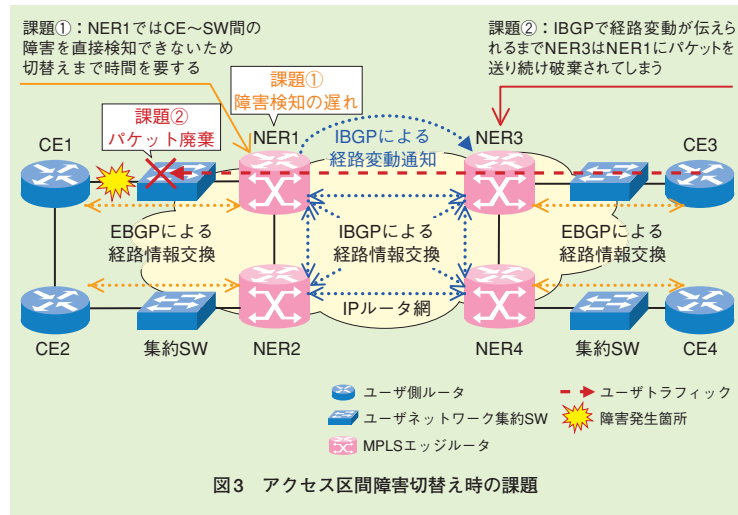 課題①：NER1ではCE～SW間の
障害を直接検知できないため
切替えまで時間を要する
課題②：IBGPで経路変動が伝えら
れるまでNER3はNER1にパケットを
送り続け破棄されてしまう
課題①
障害検知の遅れ
課題②
パケット廃棄
CE1
NER1
IBGPによる
経路変動通知
NER3
CE3
EBGPによる
経路情報交換
IBGPによる
経路情報交換
EBGPによる
経路情報交換
IPルータ網
CE2
集約SW
NER2
NER4
集約SW
CE4
ユーザ側ルータ
ユーザトラフィック
ユーザネットワーク集約SW
障害発生箇所
MPLSエッジルータ
図3 アクセス区間障害切替え時の課題